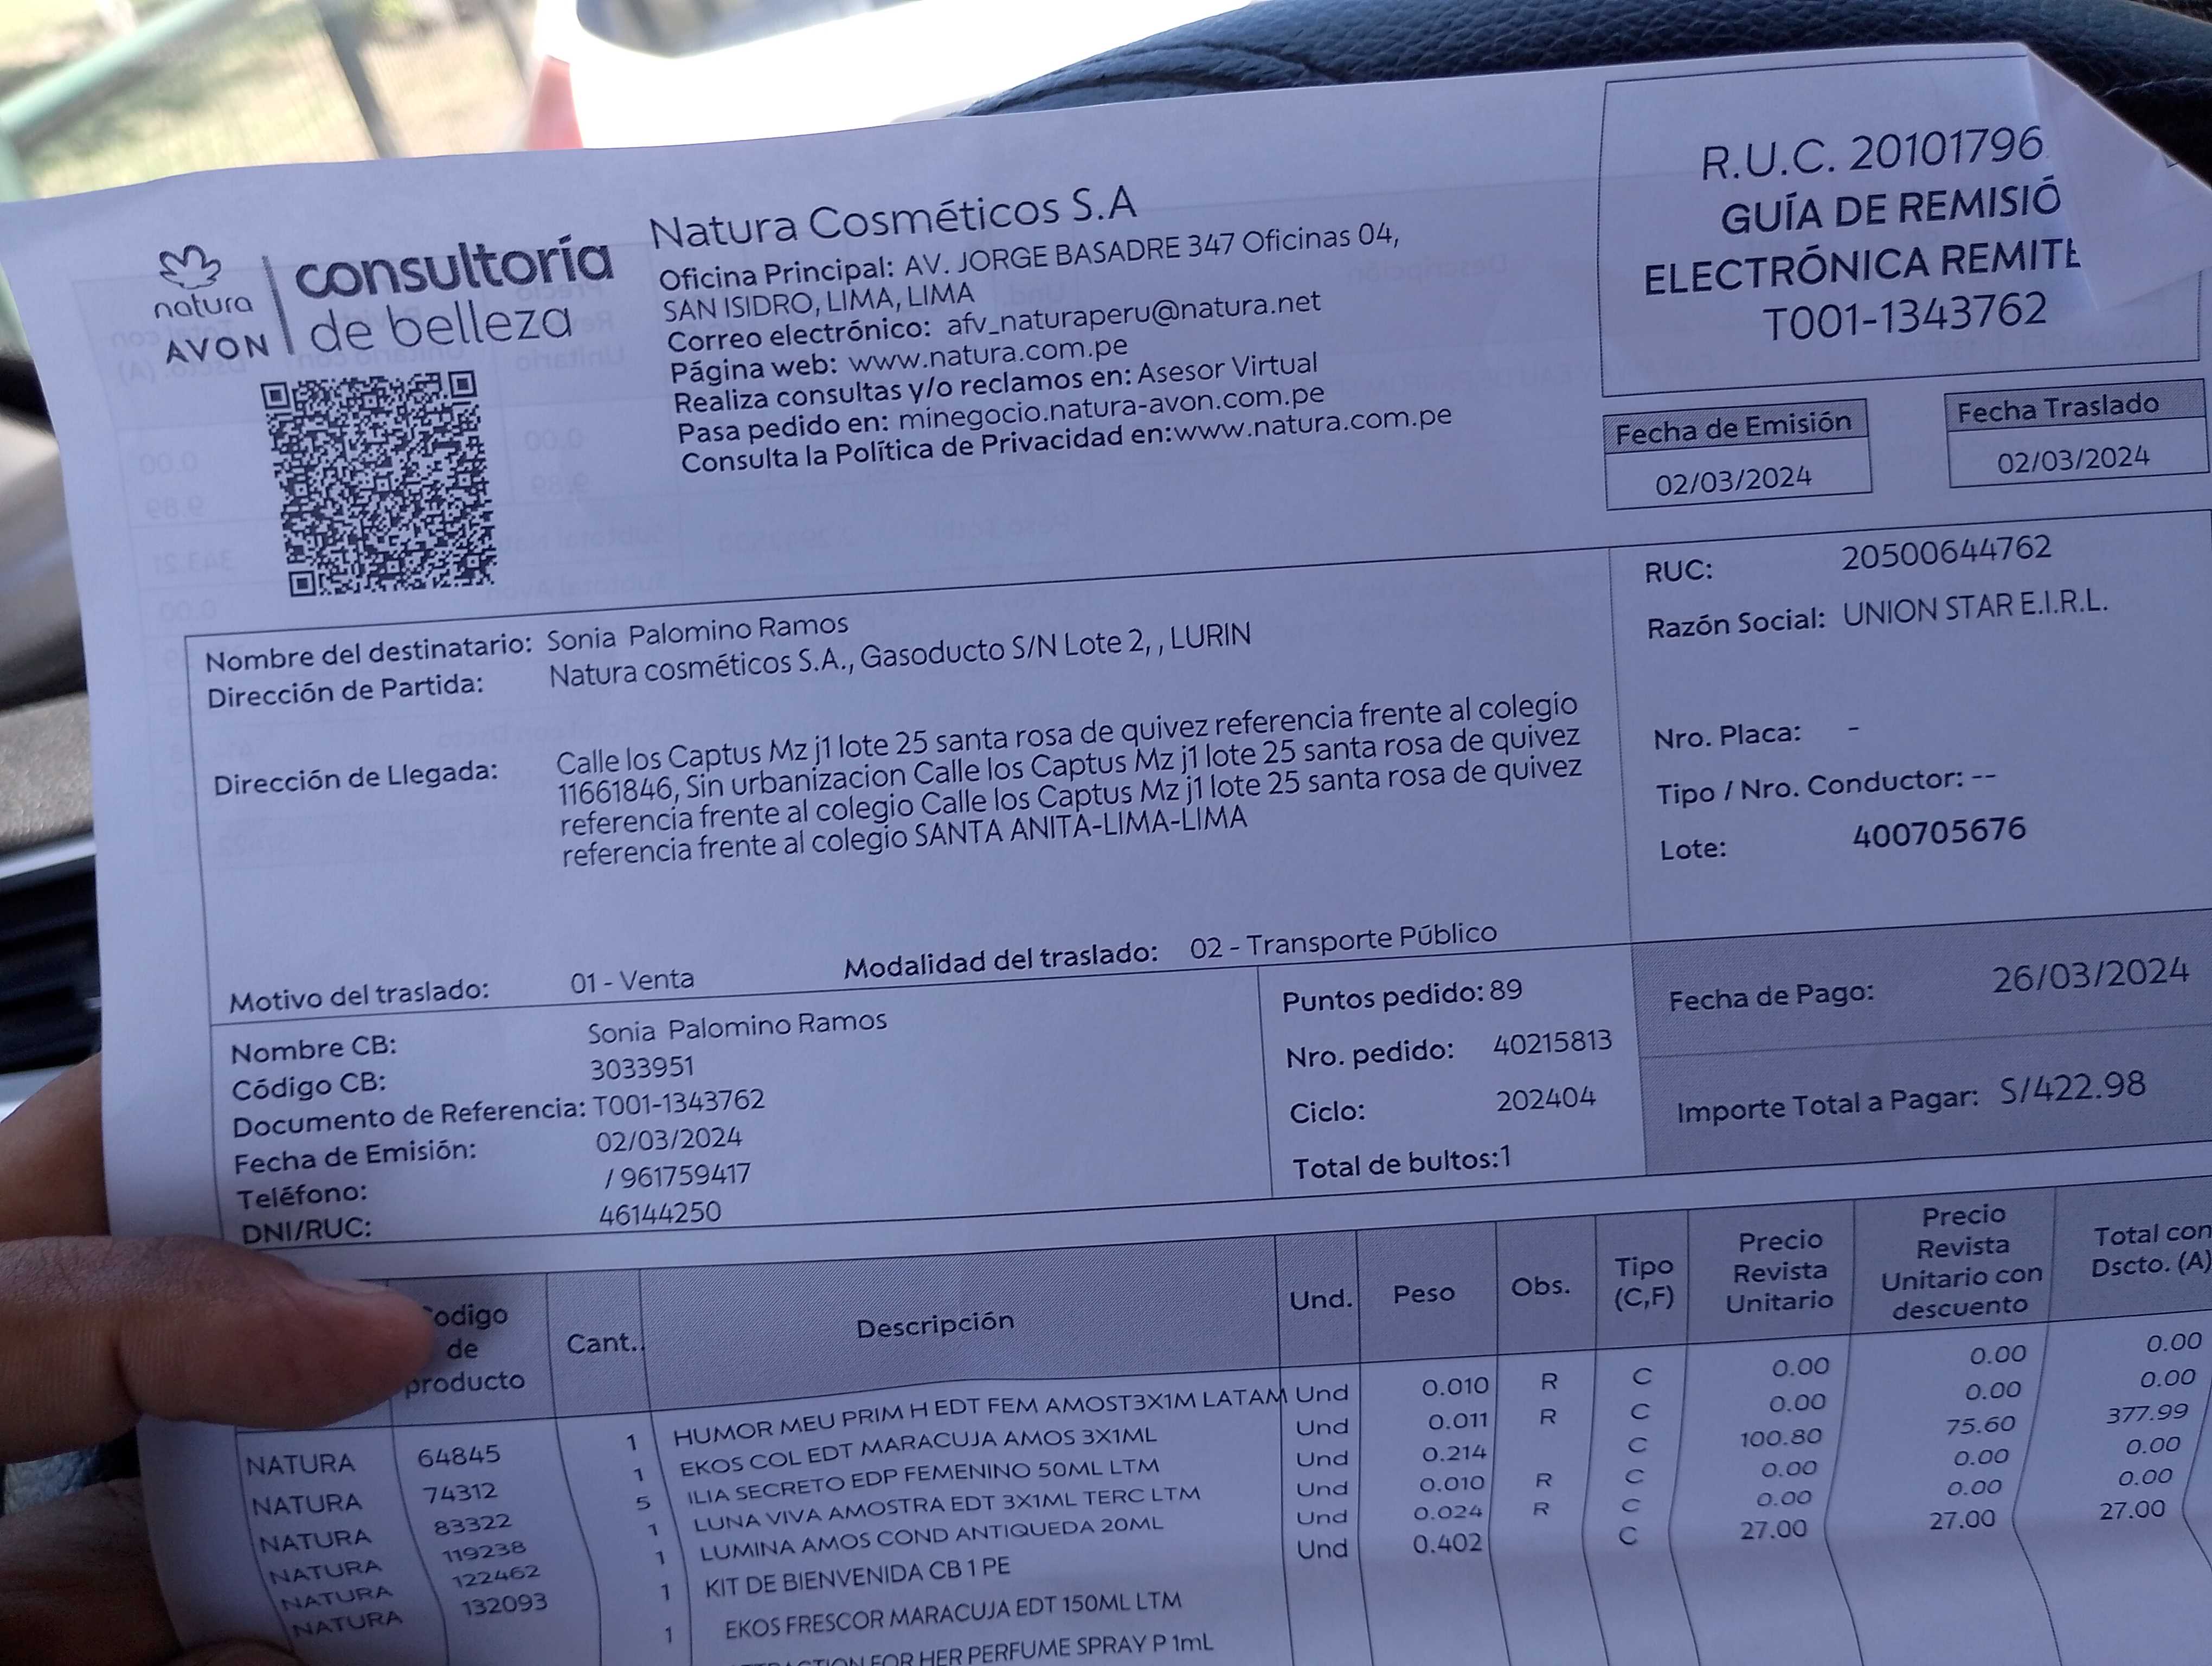 natura
AVON
consultoría
de belleza
Natura Cosméticos S.A
Oficina Principal: AV. JORGE BASADRE 347 Oficinas 04,
SAN ISIDRO, LIMA, LIMA
Correo electrónico: afv_naturaperu@natura.net
Página web: www.natura.com.pe
Realiza consultas y/o reclamos en: Asesor Virtual
Pasa pedido en: minegocio.natura-avon.com.pe
Consulta la Política de Privacidad en:www.natura.com.pe
R.U.C. 20101796
GUÍA DE REMISIÓ
ELECTRÓNICA REMITE
T001-1343762
Fecha de Emisión
02/03/2024
Fecha Traslado
02/03/2024
Nombre del destinatario: Sonia Palomino Ramos
Dirección de Partida: Natura cosméticos S.A., Gasoducto S/N Lote 2, , LURIN
Dirección de Llegada: Calle los Captus Mz j1 lote 25 santa rosa de quivez referencia frente al colegio
11661846, Sin urbanizacion Calle los Captus Mz j1 lote 25 santa rosa de quivez
referencia frente al colegio Calle los Captus Mz j1 lote 25 santa rosa de quivez
referencia frente al colegio SANTA ANITA-LIMA-LIMA
Motivo del traslado: 01 - Venta Modalidad del traslado: 02 - Transporte Público
RUC: 20500644762
Razón Social: UNION STAR E.I.R.L.
Nro. Placa: -
Tipo / Nro. Conductor: --
Lote: 400705676
Nombre CB: Sonia Palomino Ramos
Código CB: 3033951
Documento de Referencia: T001-1343762
Fecha de Emisión: 02/03/2024
Teléfono: / 961759417
DNI/RUC: 46144250
Puntos pedido: 89
Nro. pedido: 40215813
Ciclo: 202404
Total de bultos:1
Fecha de Pago: 26/03/2024
Importe Total a Pagar: S/422.98
odigo de producto Cant. Descripción Und. Peso Obs. Tipo (C,F) Precio Revista Unitario Precio Revista Unitario con descuento Total con Dscto. (A)
NATURA 64845 1 HUMOR MEU PRIM H EDT FEM AMOST3X1M LATAM Und 0.010 R C 0.00 0.00 0.00
NATURA 74312 1 EKOS COL EDT MARACUJA AMOS 3X1ML Und 0.011 R C 0.00 0.00 0.00
NATURA 83322 5 ILIA SECRETO EDP FEMENINO 50ML LTM Und 0.214 C 100.80 75.60 377.99
NATURA 119238 1 LUNA VIVA AMOSTRA EDT 3X1ML TERC LTM Und 0.010 R C 0.00 0.00 0.00
NATURA 122462 1 LUMINA AMOS COND ANTIQUEDA 20ML Und 0.024 R C 0.00 0.00 0.00
NATURA 132093 1 KIT DE BIENVENIDA CB 1 PE Und 0.402 C 27.00 27.00 27.00
1 EKOS FRESCOR MARACUJA EDT 150ML LTM
FOR HER PERFUME SPRAY P 1mL